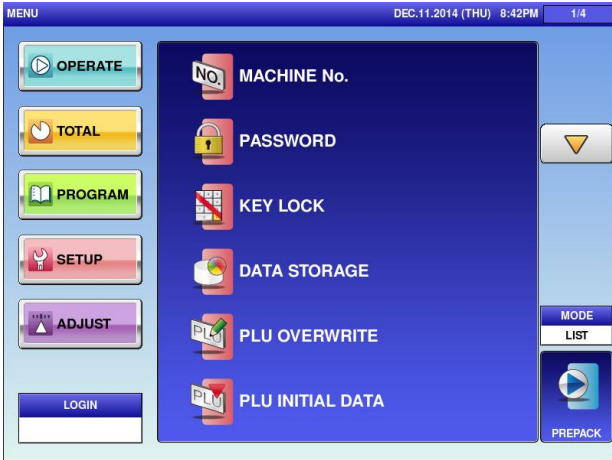 MENU DEC.11.2014 (THU) 8:42PM 1/4
OPERATE
TOTAL
PROGRAM
SETUP
ADJUST
LOGIN
NO. MACHINE No.
PASSWORD
KEY LOCK
DATA STORAGE
PLU PLU OVERWRITE
PLU PLU INITIAL DATA
MODE
LIST
PREPACK